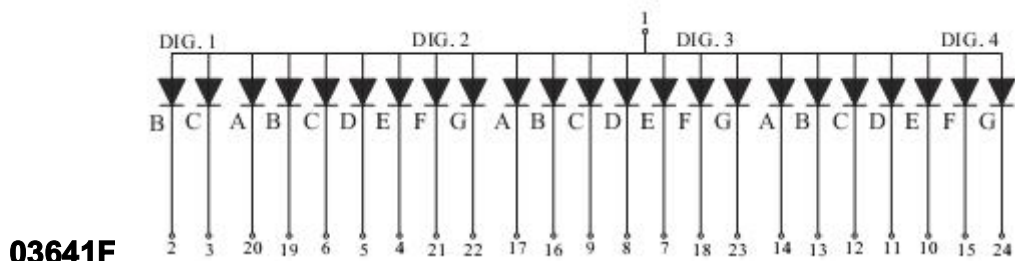 1
DIG. 1 DIG. 2 DIG. 3 DIG. 4
B C A B C D E F G A B C D E F G A B C D E F G
2 3 20 19 6 5 4 21 22 17 16 9 8 7 18 23 14 13 12 11 10 15 24
03641F